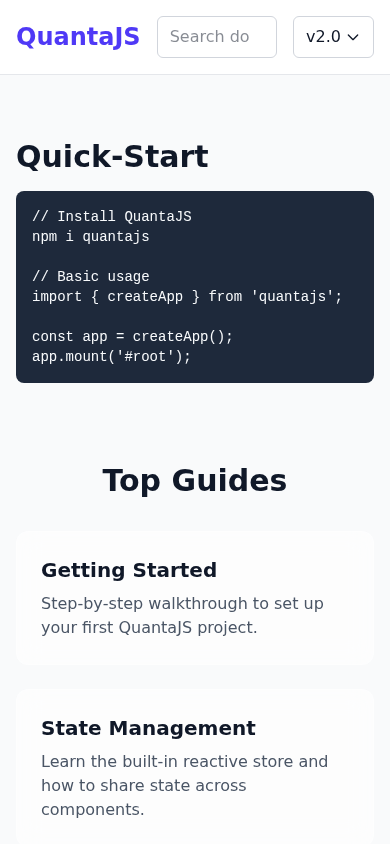 QuantaJS
Search do
v2.0
Quick-Start
// Install QuantaJS
npm i quantajs
// Basic usage
import { createApp } from 'quantajs';
const app = createApp();
app.mount('#root');
Top Guides
Getting Started
Step-by-step walkthrough to set up
your first QuantaJS project.
State Management
Learn the built-in reactive store and
how to share state across
components.